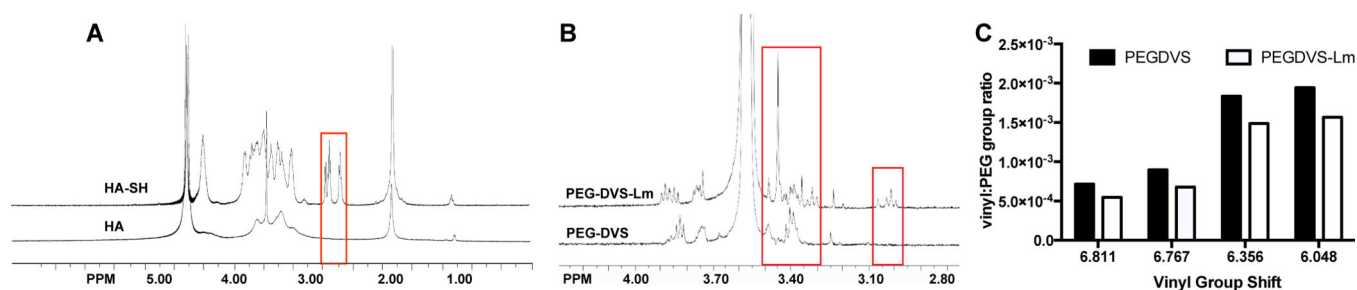 A
HA-SH
HA
PPM 5.00 4.00 3.00 2.00 1.00
B
PEG-DVS-Lm
PEG-DVS
PPM 4.00 3.70 3.40 3.10 2.80
C
PEGDVS PEGDVS-Lm
vinyl:PEG group ratio
2.5×10⁻³
2.0×10⁻³
1.5×10⁻³
1.0×10⁻³
5.0×10⁻⁴
0.0
6.811 6.767 6.356 6.048
Vinyl Group Shift